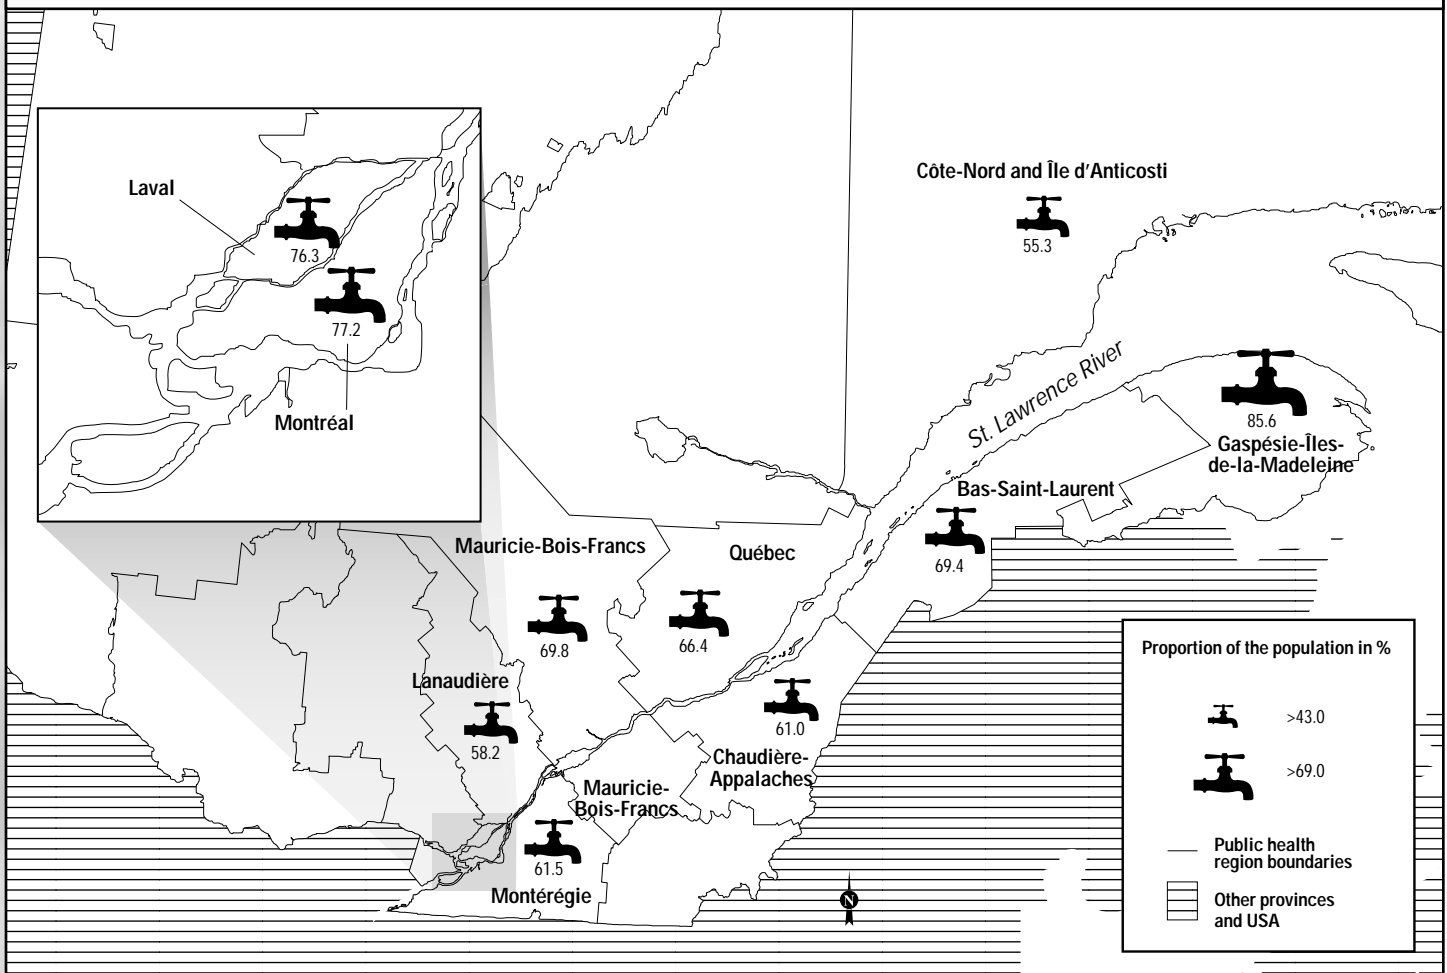 Laval
76.3
77.2
Montréal
Côte-Nord and Île d'Anticosti
55.3
St. Lawrence River
85.6
Gaspésie-Îles-
de-la-Madeleine
Bas-Saint-Laurent
69.4
Mauricie-Bois-Francs
69.8
Québec
66.4
Lanaudière
58.2
61.0
Chaudière-
Appalaches
Mauricie-
Bois-Francs
61.5
Montérégie
N
Proportion of the population in %
>43.0
>69.0
Public health
region boundaries
Other provinces
and USA